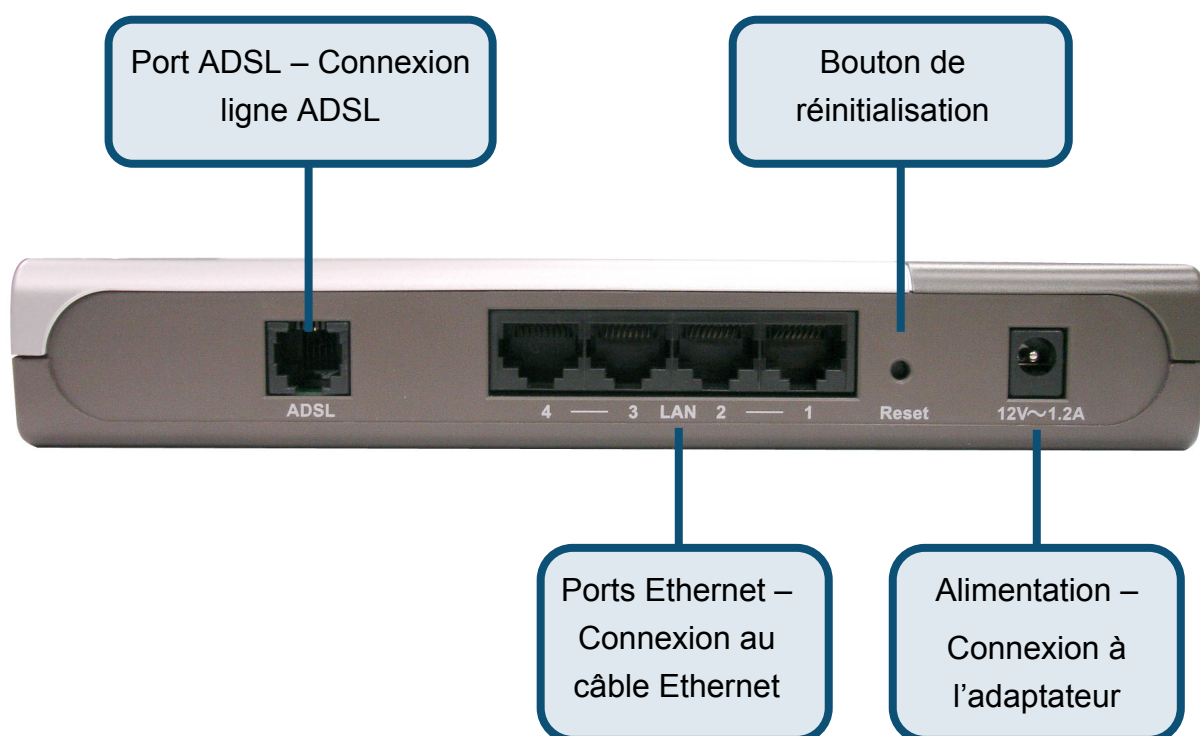 Port ADSL – Connexion
ligne ADSL
Bouton de
réinitialisation
ADSL
4 — 3 LAN 2 — 1
Reset
12V～1.2A
Ports Ethernet –
Connexion au
câble Ethernet
Alimentation –
Connexion à
l’adaptateur